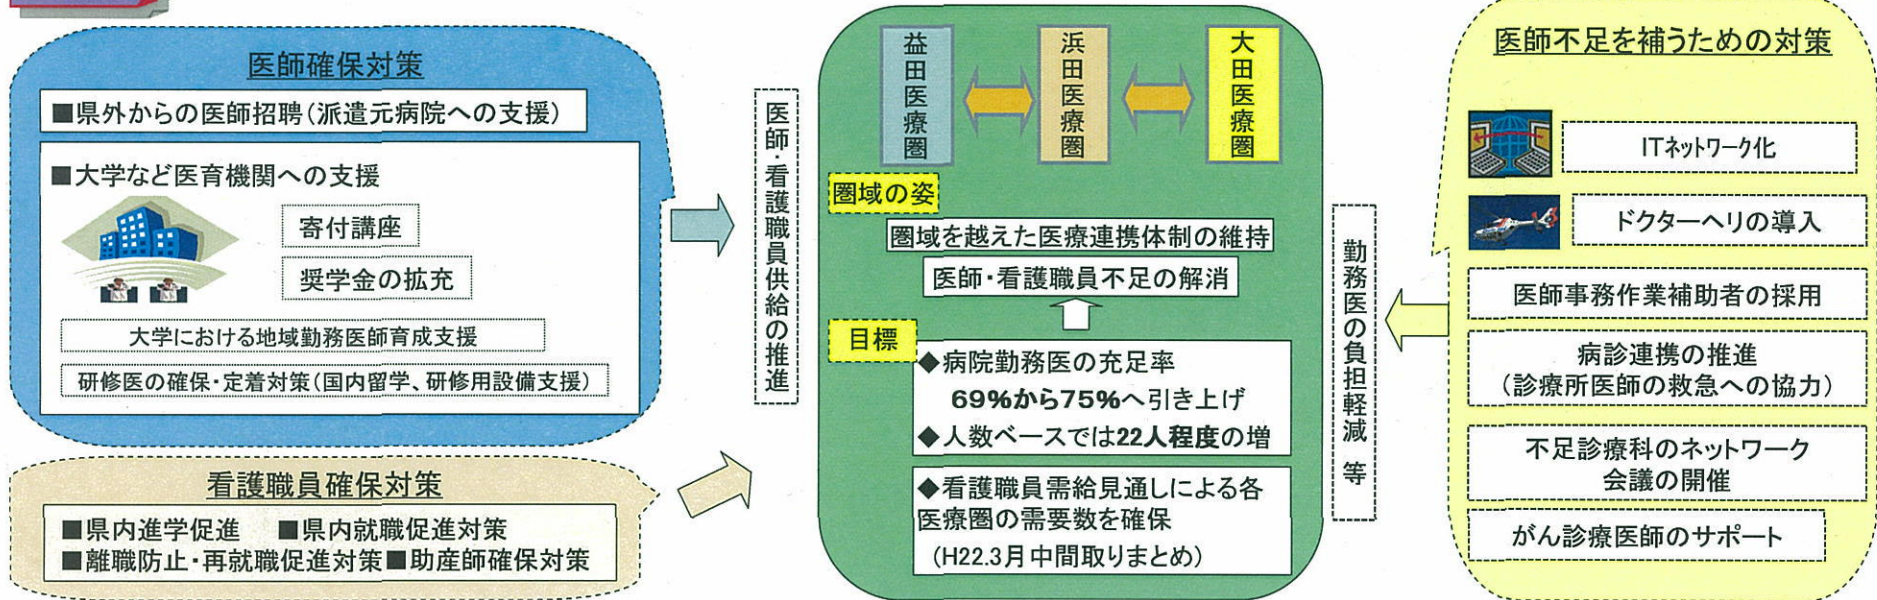 医師確保対策
■県外からの医師招聘(派遣元病院への支援)
■大学など医育機関への支援
寄付講座
奨学金の拡充
大学における地域勤務医師育成支援
研修医の確保・定着対策(国内留学、研修用設備支援)
看護職員確保対策
■県内進学促進 ■県内就職促進対策
■離職防止・再就職促進対策■助産師確保対策
医師・看護職員供給の推進
益田医療圏
浜田医療圏
大田医療圏
圏域の姿
圏域を越えた医療連携体制の維持
医師・看護職員不足の解消
目標
◆病院勤務医の充足率
69%から75%へ引き上げ
◆人数ベースでは22人程度の増
◆看護職員需給見通しによる各
医療圏の需要数を確保
(H22.3月中間取りまとめ)
勤務医の負担軽減 等
医師不足を補うための対策
ITネットワーク化
ドクターヘリの導入
医師事務作業補助者の採用
病診連携の推進
(診療所医師の救急への協力)
不足診療科のネットワーク
会議の開催
がん診療医師のサポート